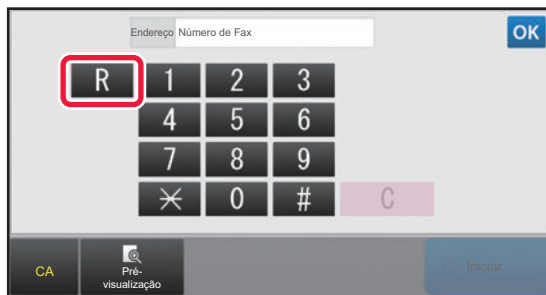 Endereço Número de Fax OK
R 1 2 3
4 5 6
7 8 9
* 0 # C
CA Pré-visualização Iniciar